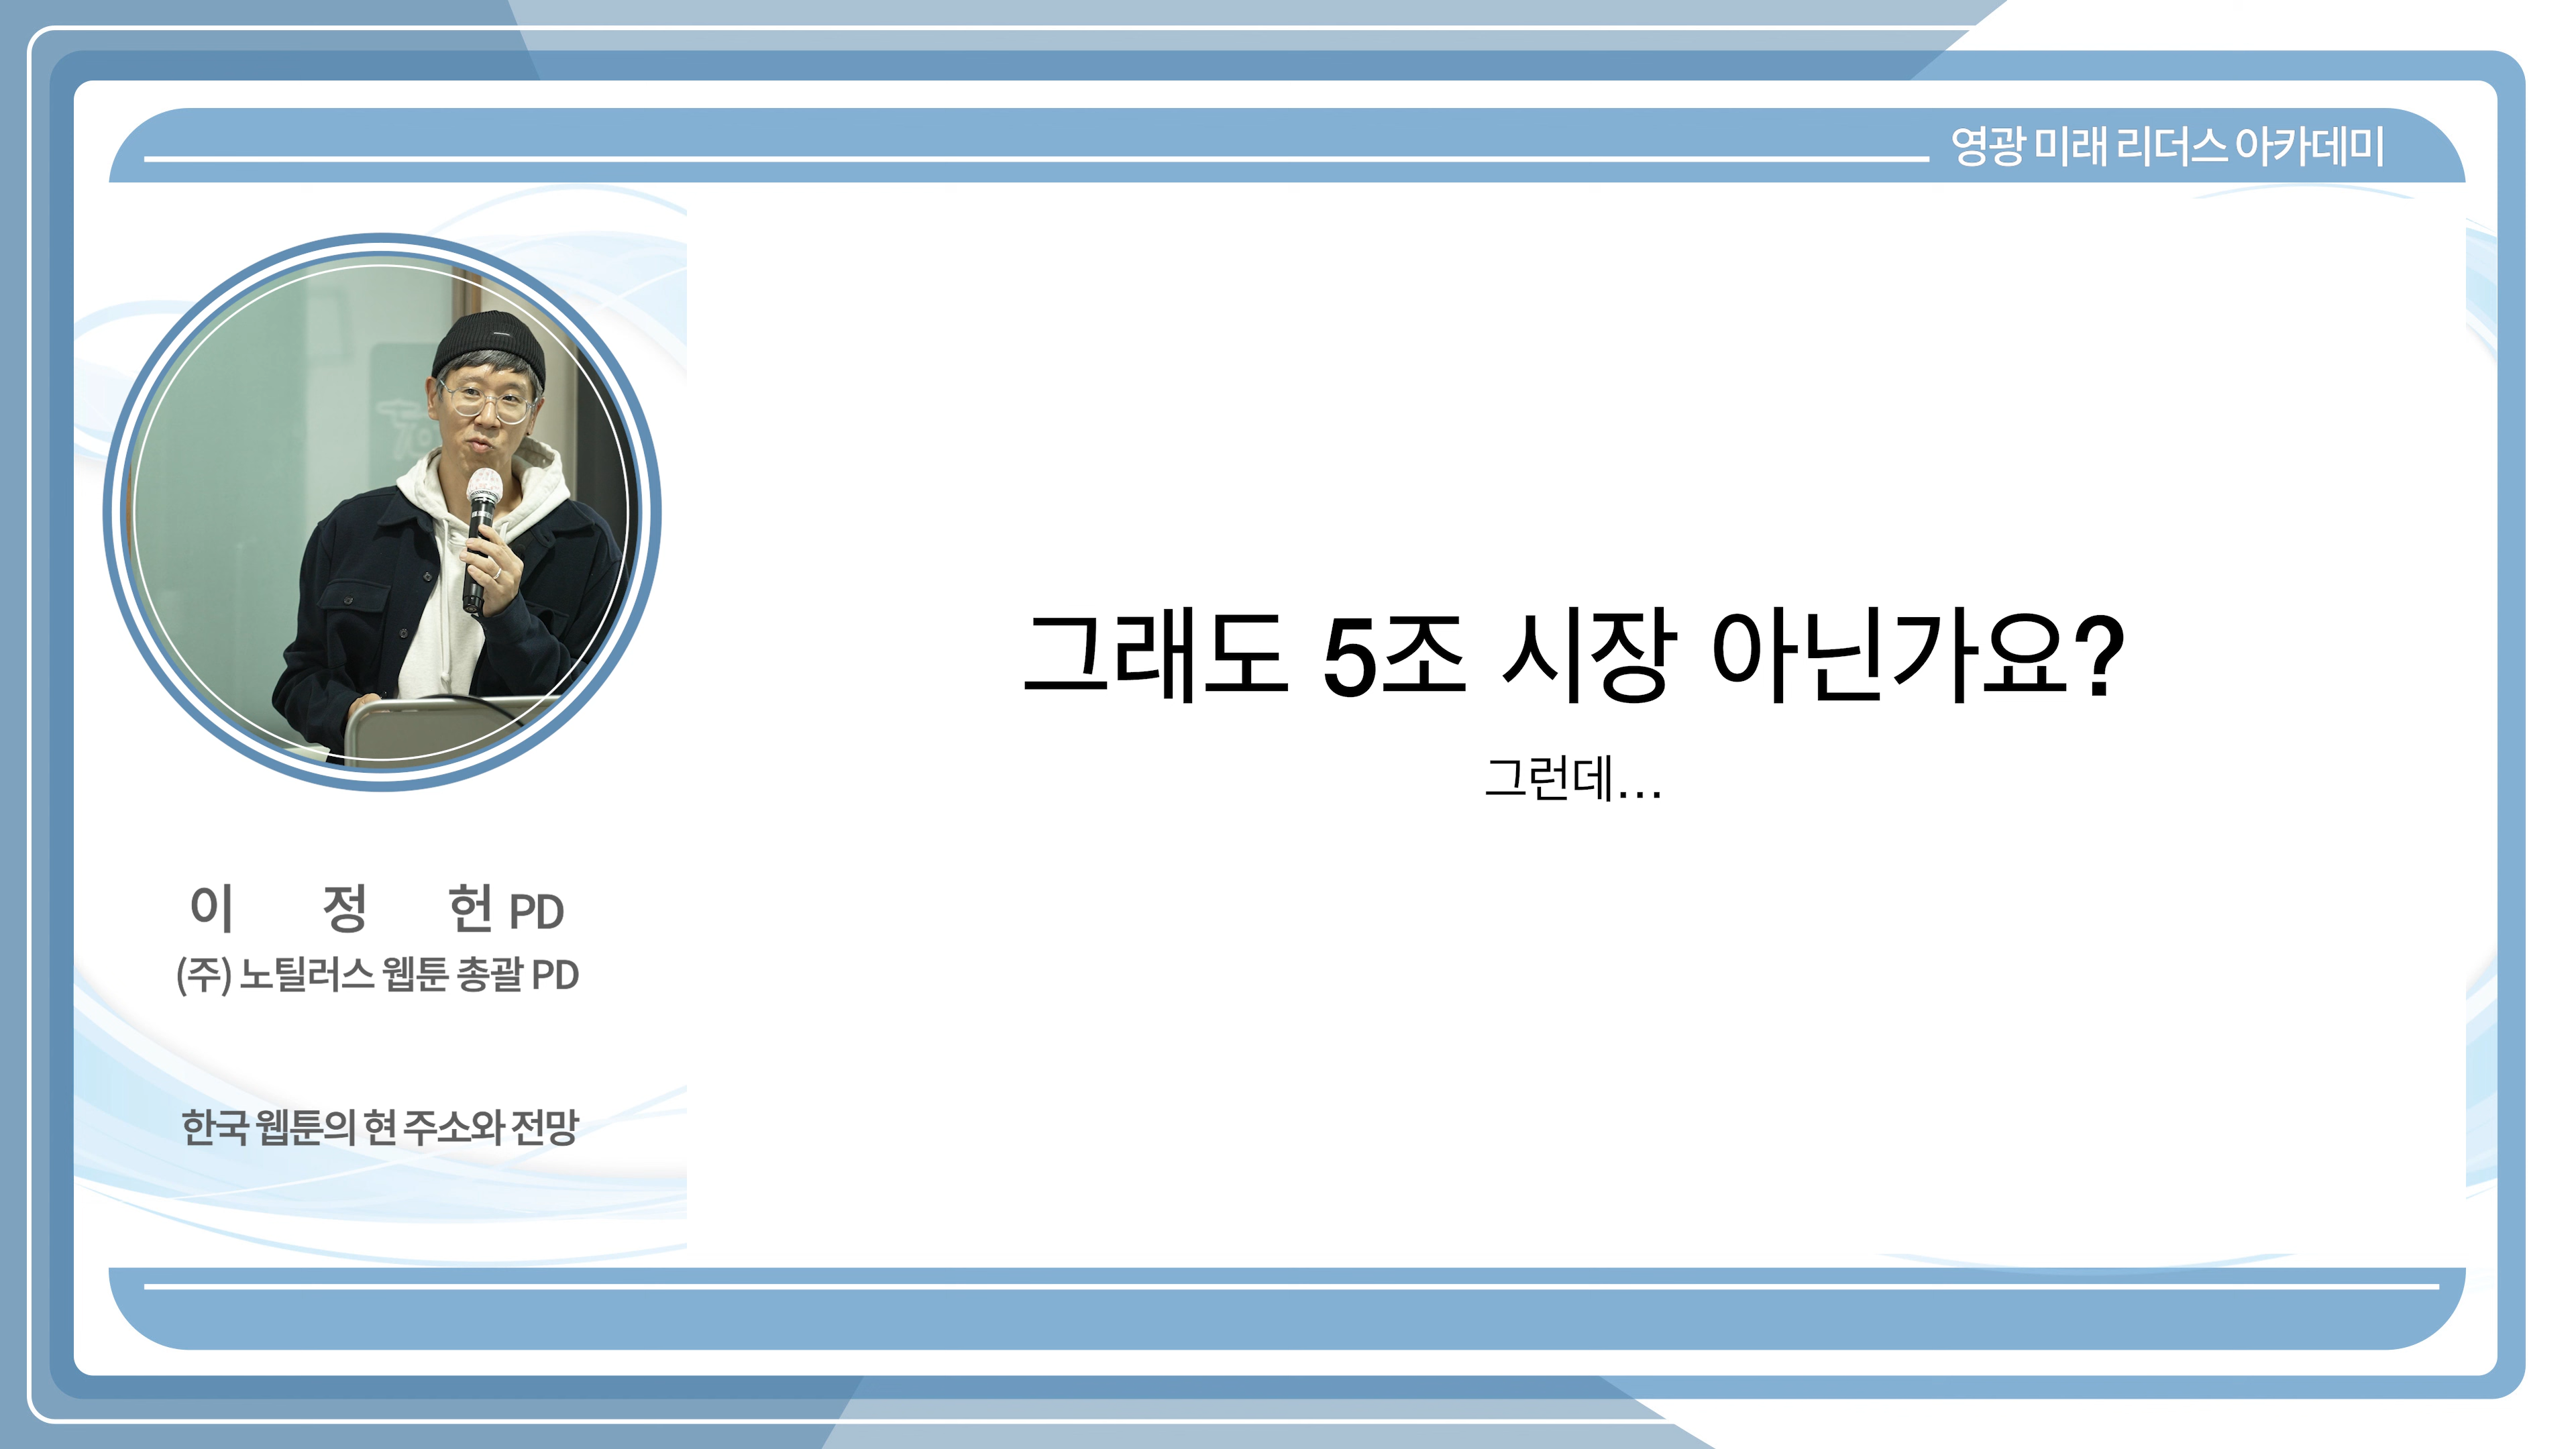 영광 미래 리더스 아카데미
그래도 5조 시장 아닌가요?
그런데...
이 정 헌 PD
(주) 노틸러스 웹툰 총괄 PD
한국 웹툰의 현 주소와 전망